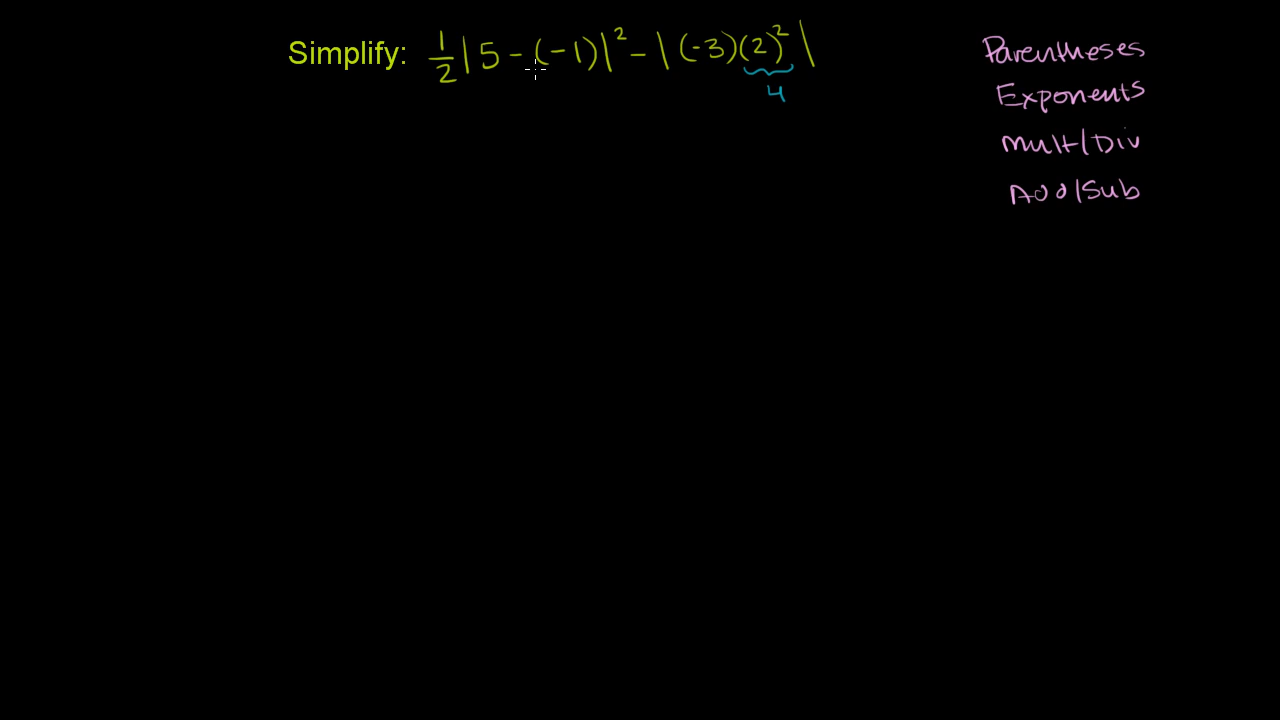 Simplify: ½|5-(-1)|²-|(-3)(2)²|
4
Parentheses
Exponents
Mult/Div
Add/Sub